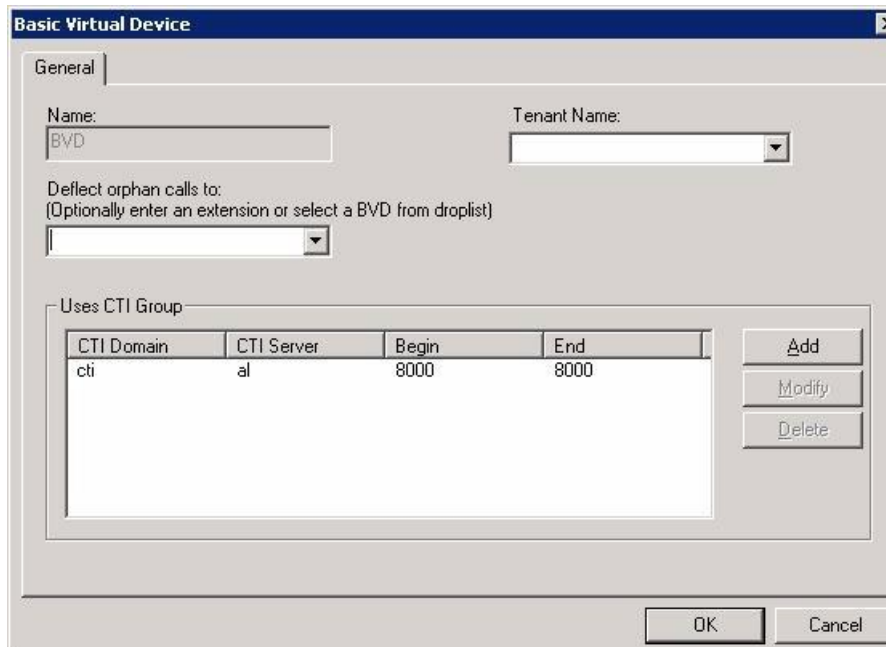 Basic Virtual Device
General
Name:
BVD
Tenant Name:
Deflect orphan calls to:
(Optionally enter an extension or select a BVD from droplist)
Uses CTI Group
CTI Domain CTI Server Begin End
cti al 8000 8000
Add
Modify
Delete
OK Cancel